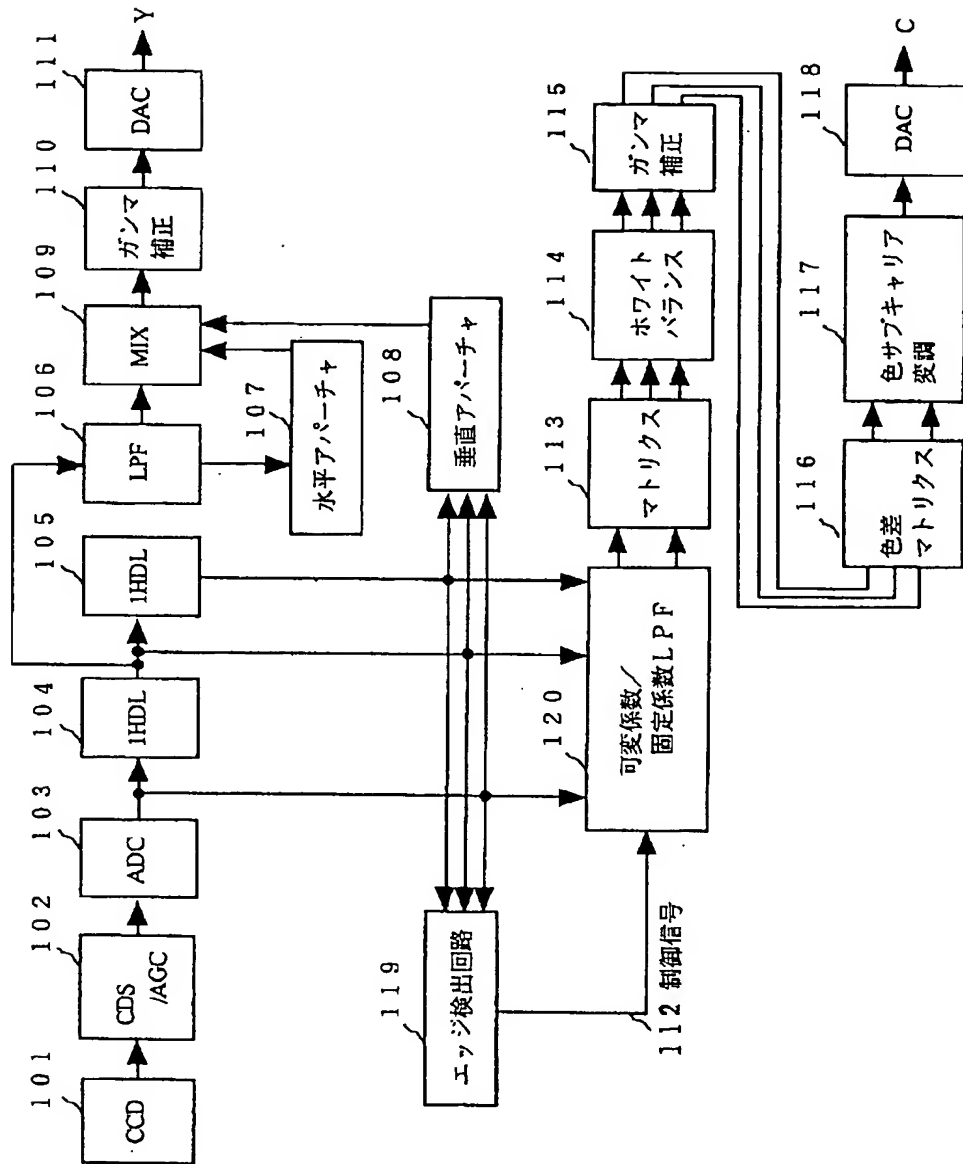 101
CCD
102
CDS
/AGC
103
ADC
104
1HDL
105
1HDL
106
LPF
107
水平アパーチャ
108
垂直アパーチャ
109
MIX
110
ガンマ
補正
111
DAC
Y
119
エッジ検出回路
112 制御信号
120
可変係数/
固定係数LPF
113
マトリクス
114
ホワイト
バランス
115
ガンマ
補正
116
色差
マトリクス
117
色サブキャリア
変調
118
DAC
C